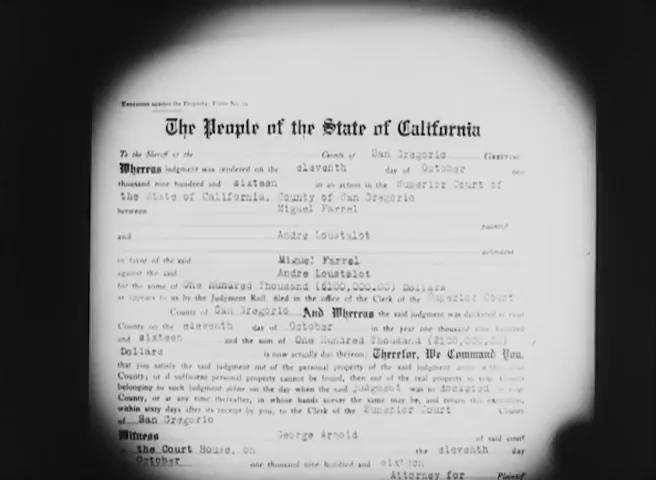 Execution against the Property. Form No.
The People of the State of California
To the Sheriff of the County of San Gregorio GREETING
Whereas judgment was rendered on the eleventh day of October one
thousand nine hundred and sixteen in an action in the Superior Court of
the State of California, County of San Gregorio
between Miguel Farrel
plaintiff
and Andre Loustalot
defendant
in favor of the said Miguel Farrel
against the said Andre Loustalot
for the sum of One Hundred Thousand ($100,000.00) Dollars
as appears to us by the Judgment Roll, filed in the office of the Clerk of the Superior Court
County of San Gregorio And Whereas the said judgment was docketed in your
County on the eleventh day of October in the year one thousand nine hundred
and sixteen and the sum of One Hundred Thousand ($100,000.00)
Dollars is now actually due thereon, Therefor, We Command You,
that you satisfy the said judgment out of the personal property of the said judgment within your
County; or if sufficient personal property cannot be found, then out of the real property in your County
belonging to such judgment on the day when the said judgment was so docketed in your
County, or at any time thereafter, in whose hands soever the same may be, and return this execution,
within sixty days after its receipt by you, to the Clerk of the Superior Court County
of San Gregorio
Witness George Arnold of said court
at the Court House, on the eleventh day
October one thousand nine hundred and sixteen
Attorney for Plaintiff